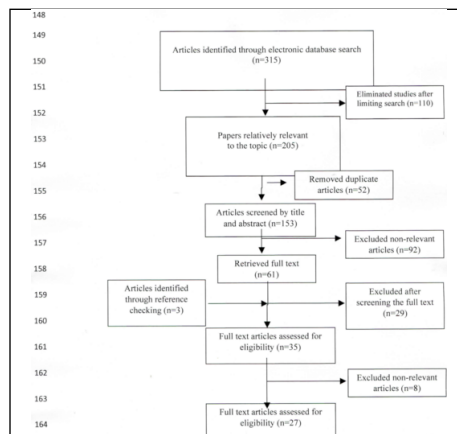 148
149
Articles identified through electronic database search
(n=315)
150
151
Eliminated studies after
limiting search (n=110)
152
153
Papers relatively relevant
to the topic (n=205)
154
Removed duplicate
articles (n=52)
155
156
Articles screened by title
and abstract (n=153)
157
Excluded non-relevant
articles (n=92)
158
Retrieved full text
(n=61)
159
Articles identified
through reference
checking (n=3)
Excluded after
screening the full text
(n=29)
160
161
Full text articles assessed for
eligibility (n=35)
162
163
Excluded non-relevant
articles (n=8)
164
Full text articles assessed for
eligibility (n=27)